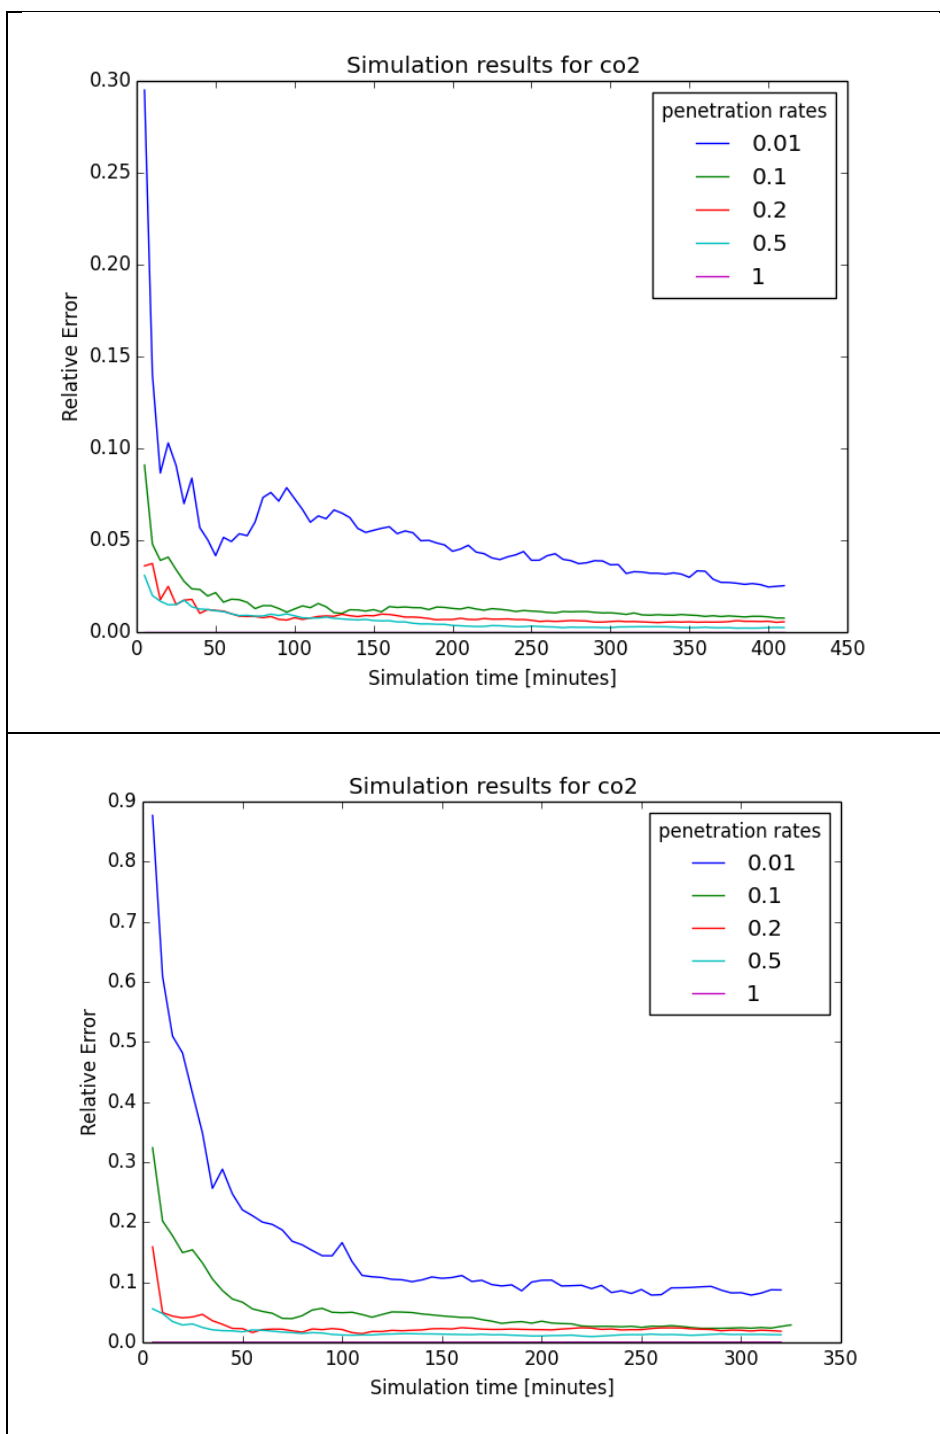 Simulation results for co2
0.30
0.25
0.20
0.15
0.10
0.05
0.00
Relative Error
penetration rates
0.01
0.1
0.2
0.5
1
0 50 100 150 200 250 300 350 400 450
Simulation time [minutes]
Simulation results for co2
0.9
0.8
0.7
0.6
0.5
0.4
0.3
0.2
0.1
0.0
Relative Error
penetration rates
0.01
0.1
0.2
0.5
1
0 50 100 150 200 250 300 350
Simulation time [minutes]